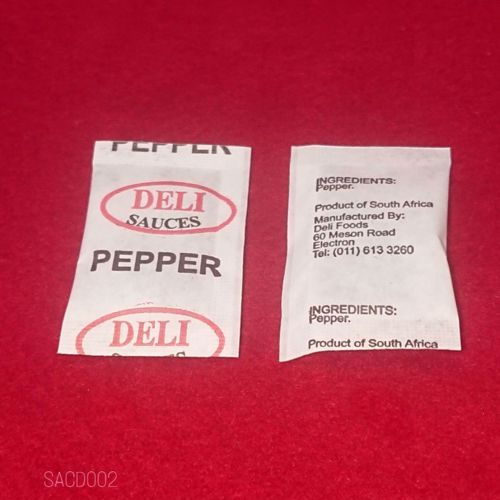 PEPPER
DELI
SAUCES
PEPPER
DELI
SAUCES
INGREDIENTS:
Pepper.
Product of South Africa
Manufactured By:
Deli Foods
60 Meson Road
Electron
Tel: (011) 613 3260
INGREDIENTS:
Pepper.
Product of South Africa
SACD002